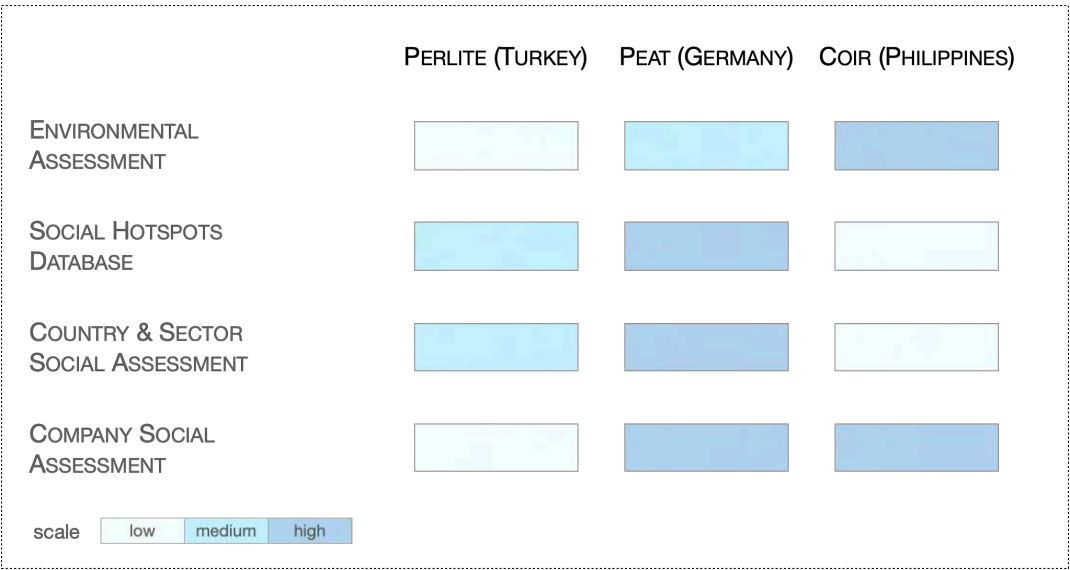 PERLITE (TURKEY) PEAT (GERMANY) COIR (PHILIPPINES)
ENVIRONMENTAL
ASSESSMENT
SOCIAL HOTSPOTS
DATABASE
COUNTRY & SECTOR
SOCIAL ASSESSMENT
COMPANY SOCIAL
ASSESSMENT
scale low medium high